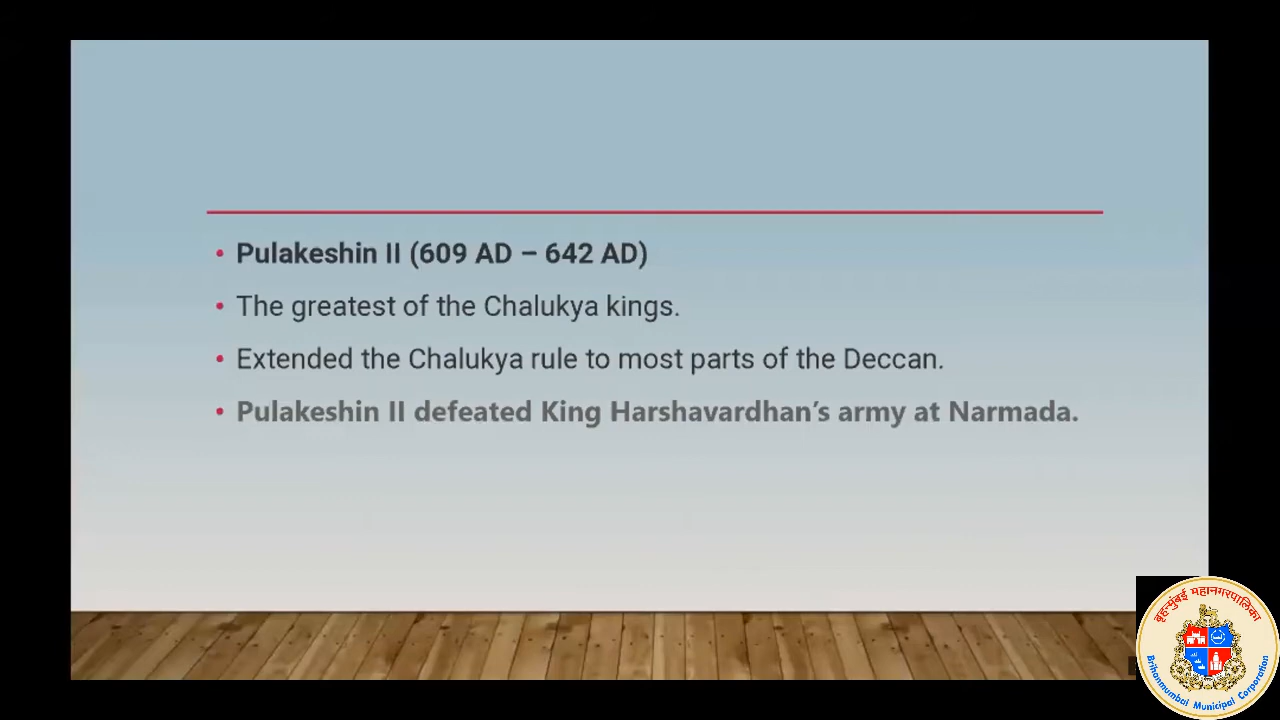 Pulakeshin II (609 AD – 642 AD)
The greatest of the Chalukya kings.
Extended the Chalukya rule to most parts of the Deccan.
Pulakeshin II defeated King Harshavardhan’s army at Narmada.
बृहन्मुंबई महानगरपालिका
Brihanmumbai Municipal Corporation